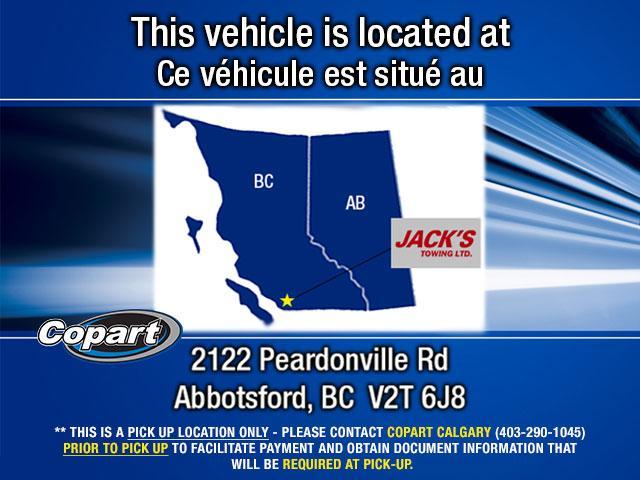 This vehicle is located at
Ce véhicule est situé au
BC
AB
JACK'S
TOWING LTD.
Copart
2122 Peardonville Rd
Abbotsford, BC V2T 6J8
** THIS IS A PICK UP LOCATION ONLY - PLEASE CONTACT COPART CALGARY (403-290-1045)
PRIOR TO PICK UP TO FACILITATE PAYMENT AND OBTAIN DOCUMENT INFORMATION THAT
WILL BE REQUIRED AT PICK-UP.